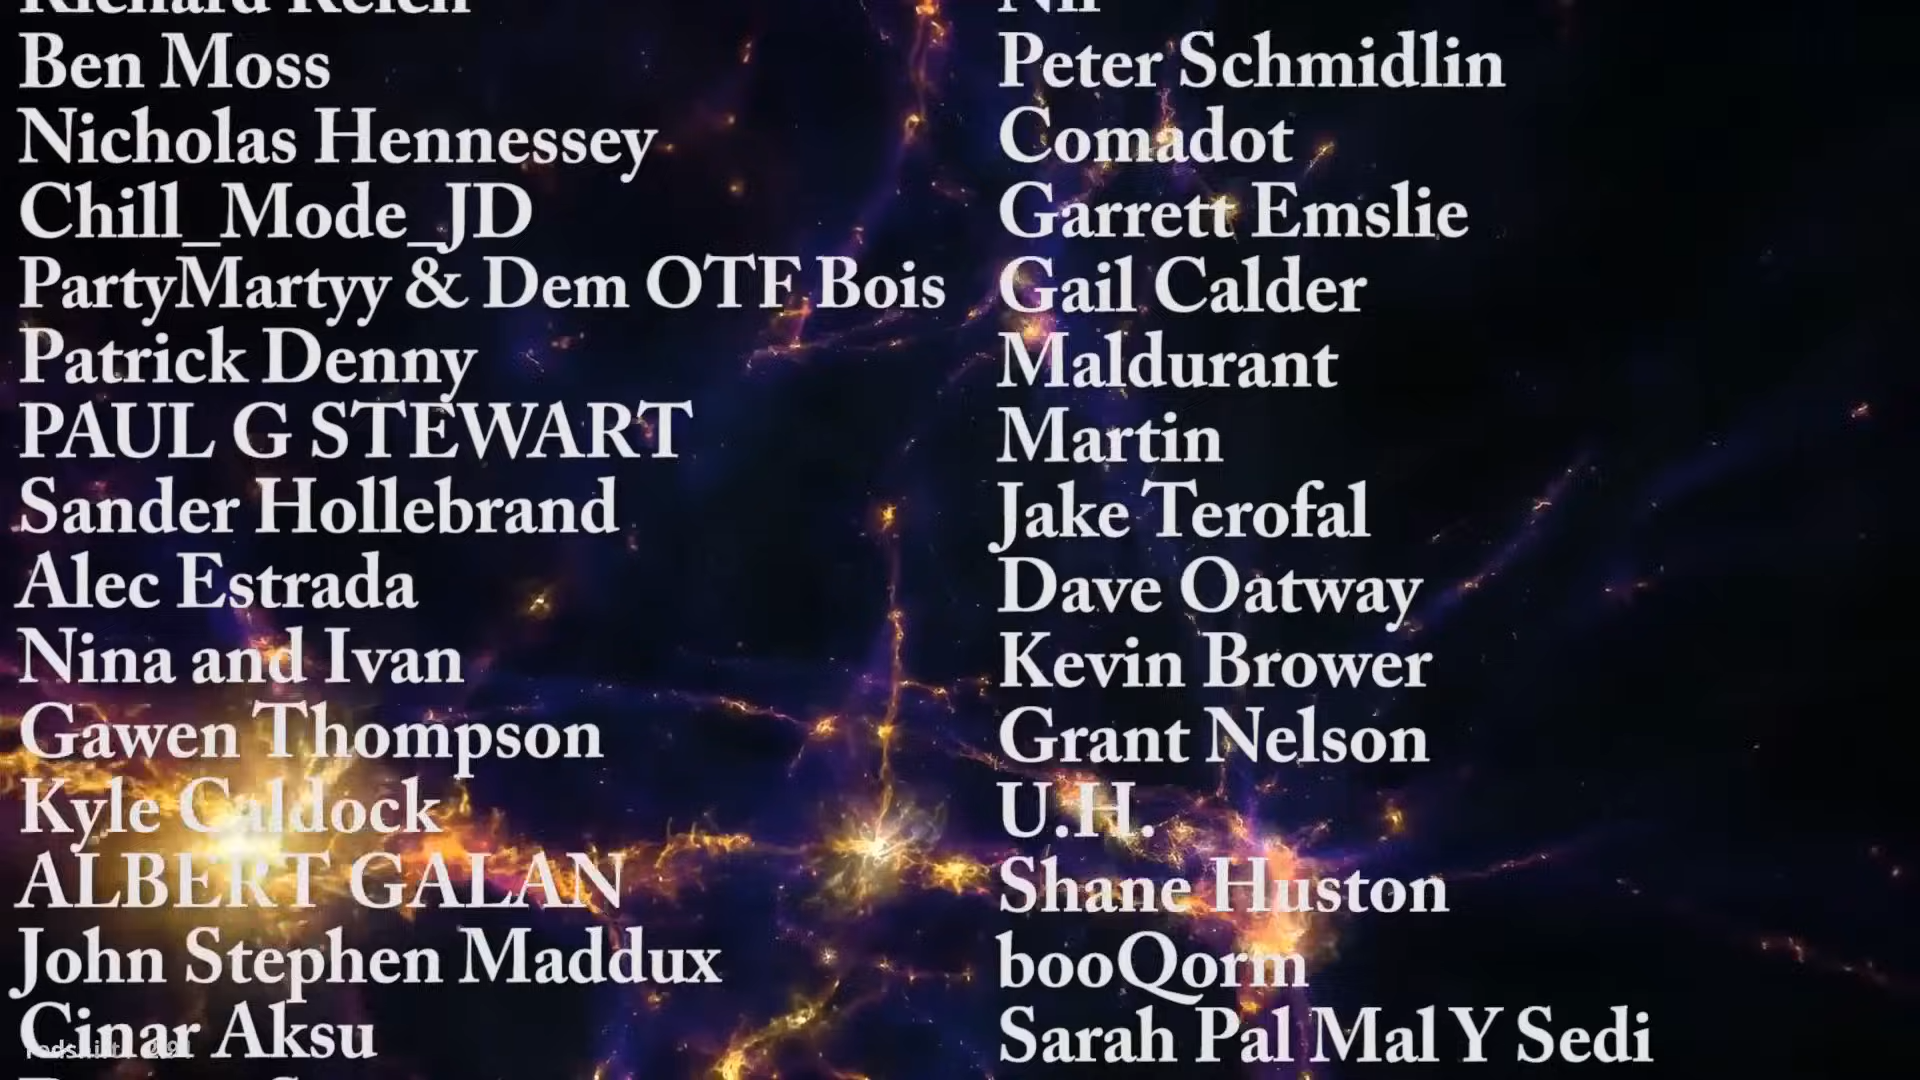 Richard Reich
Ben Moss
Nicholas Hennessey
Chill_Mode_JD
PartyMartyy & Dem OTF Bois
Patrick Denny
PAUL G STEWART
Sander Hollebrand
Alec Estrada
Nina and Ivan
Gawen Thompson
Kyle Caldock
ALBERT GALAN
John Stephen Maddux
Cinar Aksu
Peter Schmidlin
Comadot
Garrett Emslie
Gail Calder
Maldurant
Martin
Jake Terofal
Dave Oatway
Kevin Brower
Grant Nelson
U.H.
Shane Huston
booQorm
Sarah Pal Mal Y Sedi